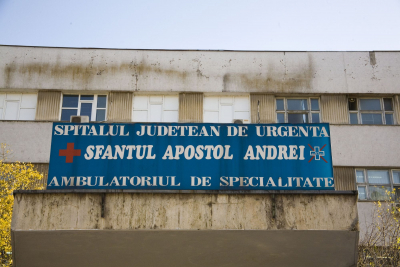 SPITALUL JUDETEAN DE URGENTA
SFANTUL APOSTOL ANDREI
AMBULATORIUL DE SPECIALITATE